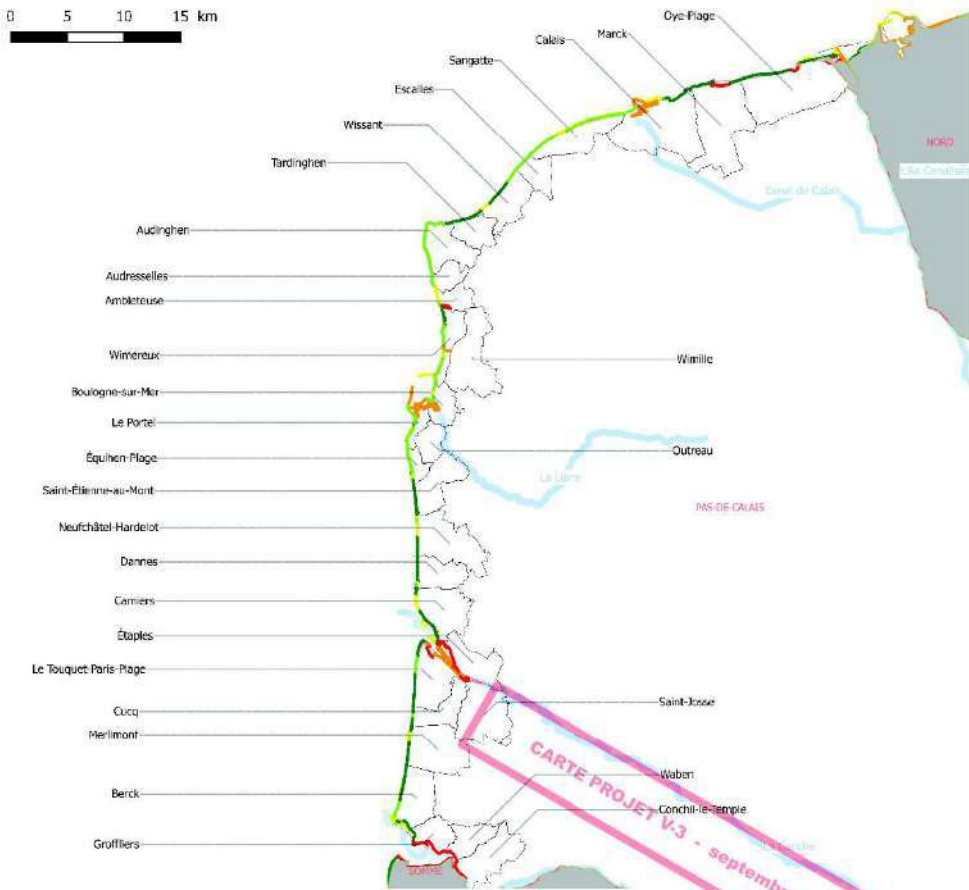 0 5 10 15 km
Oye-Plage
Marck
Calais
Sangatte
Escalles
Wissant
Tardinghen
NORD
L'Aa Canalisée
Canal de Calais
Audinghen
Audresselles
Ambleteuse
Wimereux
Wimille
Boulogne-sur-Mer
Le Portel
Outreau
Équihen-Plage
La Liane
Saint-Étienne-au-Mont
PAS-DE-CALAIS
Neufchâtel-Hardelot
Dannes
Camiers
Étaples
Le Touquet-Paris-Plage
Saint-Josse
Cucq
Merlimont
CARTE PROJET V-3 - septemb
Waben
Berck
Conchil-le-Temple
Groffliers
SOMME